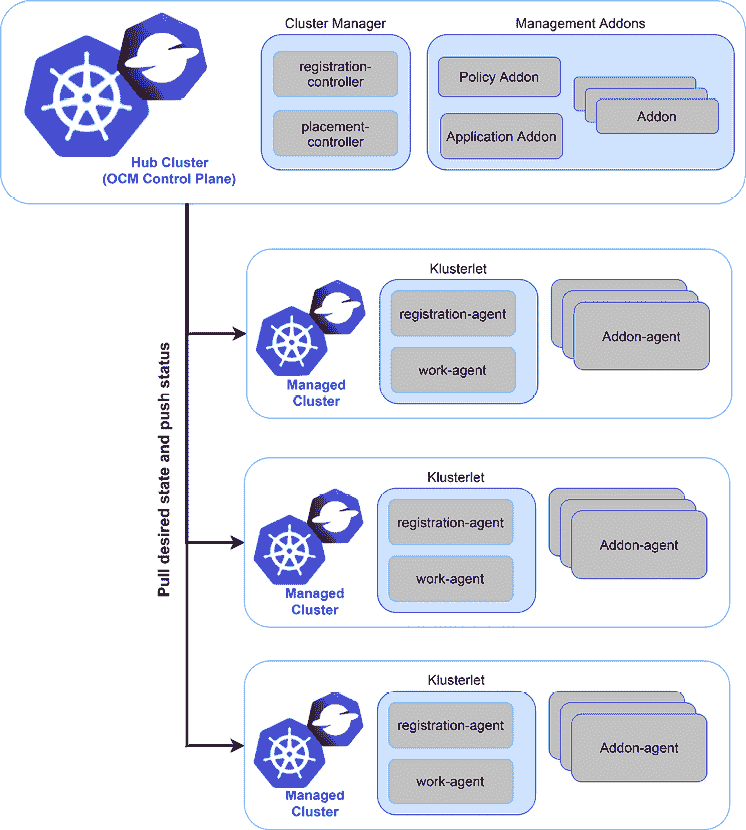 Cluster Manager
Management Addons
registration-
controller
placement-
controller
Policy Addon
Application Addon
Addon
Hub Cluster
(OCM Control Plane)
Pull desired state and push status
Klusterlet
registration-agent
work-agent
Addon-agent
Managed
Cluster
Klusterlet
registration-agent
work-agent
Addon-agent
Managed
Cluster
Klusterlet
registration-agent
work-agent
Addon-agent
Managed
Cluster